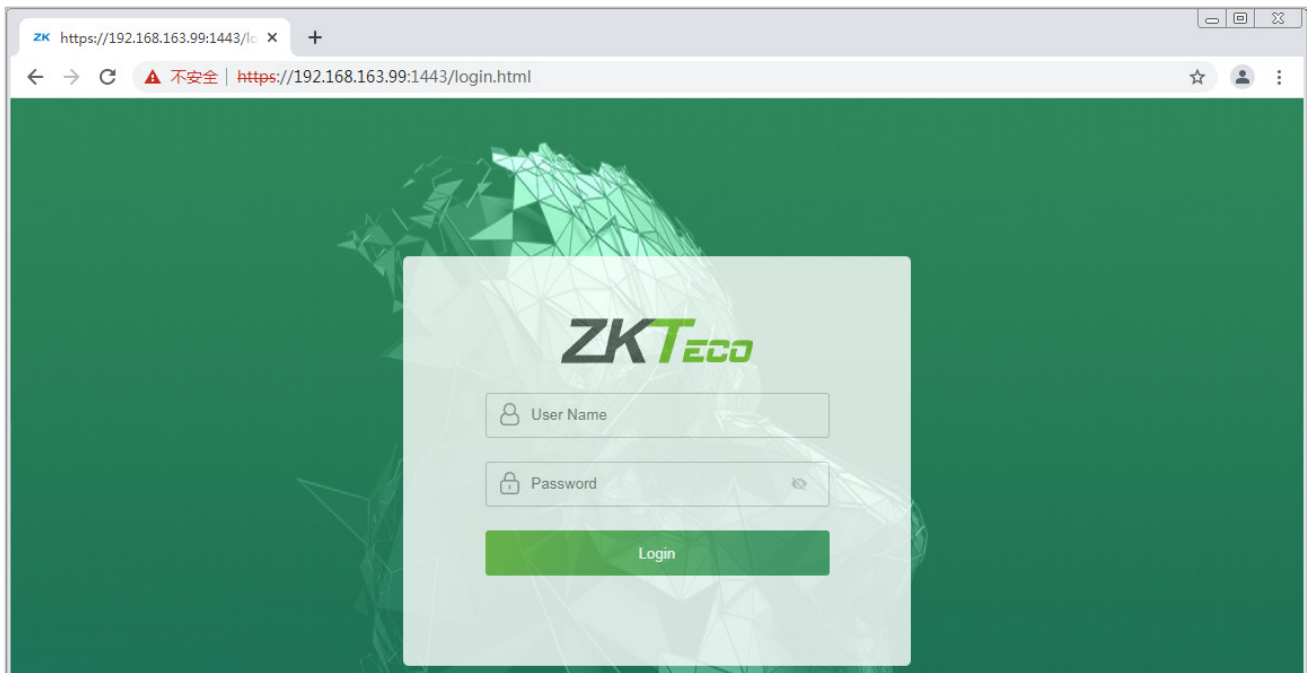 ZK https://192.168.163.99:1443/lo
不安全 | https://192.168.163.99:1443/login.html
ZKTECO
User Name
Password
Login